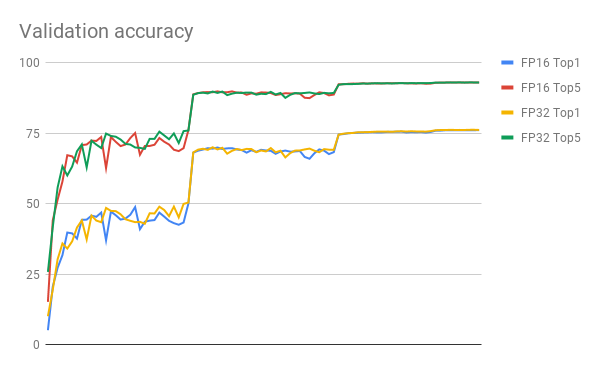 Validation accuracy
100
75
50
25
0
FP16 Top1
FP16 Top5
FP32 Top1
FP32 Top5